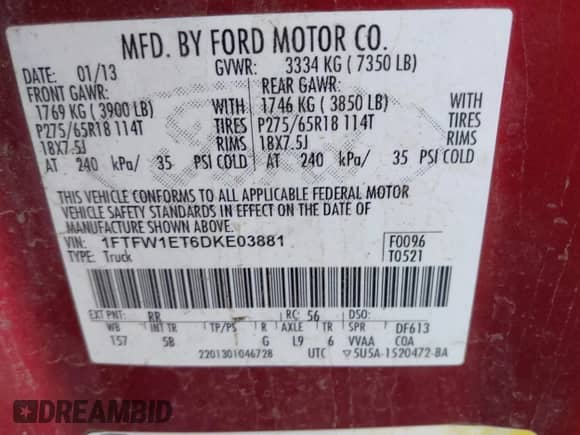 MFD. BY FORD MOTOR CO.
DATE: 01/13 GVWR: 3334 KG ( 7350 LB)
FRONT GAWR: REAR GAWR:
1769 KG ( 3900 LB) WITH 1746 KG ( 3850 LB) WITH
P275/65R18 114T TIRES P275/65R18 114T TIRES
18X7.5J RIMS 18X7.5J RIMS
AT 240 kPa/ 35 PSI COLD AT 240 kPa/ 35 PSI COLD
THIS VEHICLE CONFORMS TO ALL APPLICABLE FEDERAL MOTOR
VEHICLE SAFETY STANDARDS IN EFFECT ON THE DATE OF
MANUFACTURE SHOWN ABOVE.
VIN: 1FTFW1ET6DKE03881 F0096
TYPE: Truck T0521
EXT PNT: RR RC: 56 DSO:
WB INT TR TP/PS R AXLE TR SPR DF613
157 SB G L9 6 VVAA COA
2201301046728 UTC ▽5U5A-1520472-BA
DREAMBID